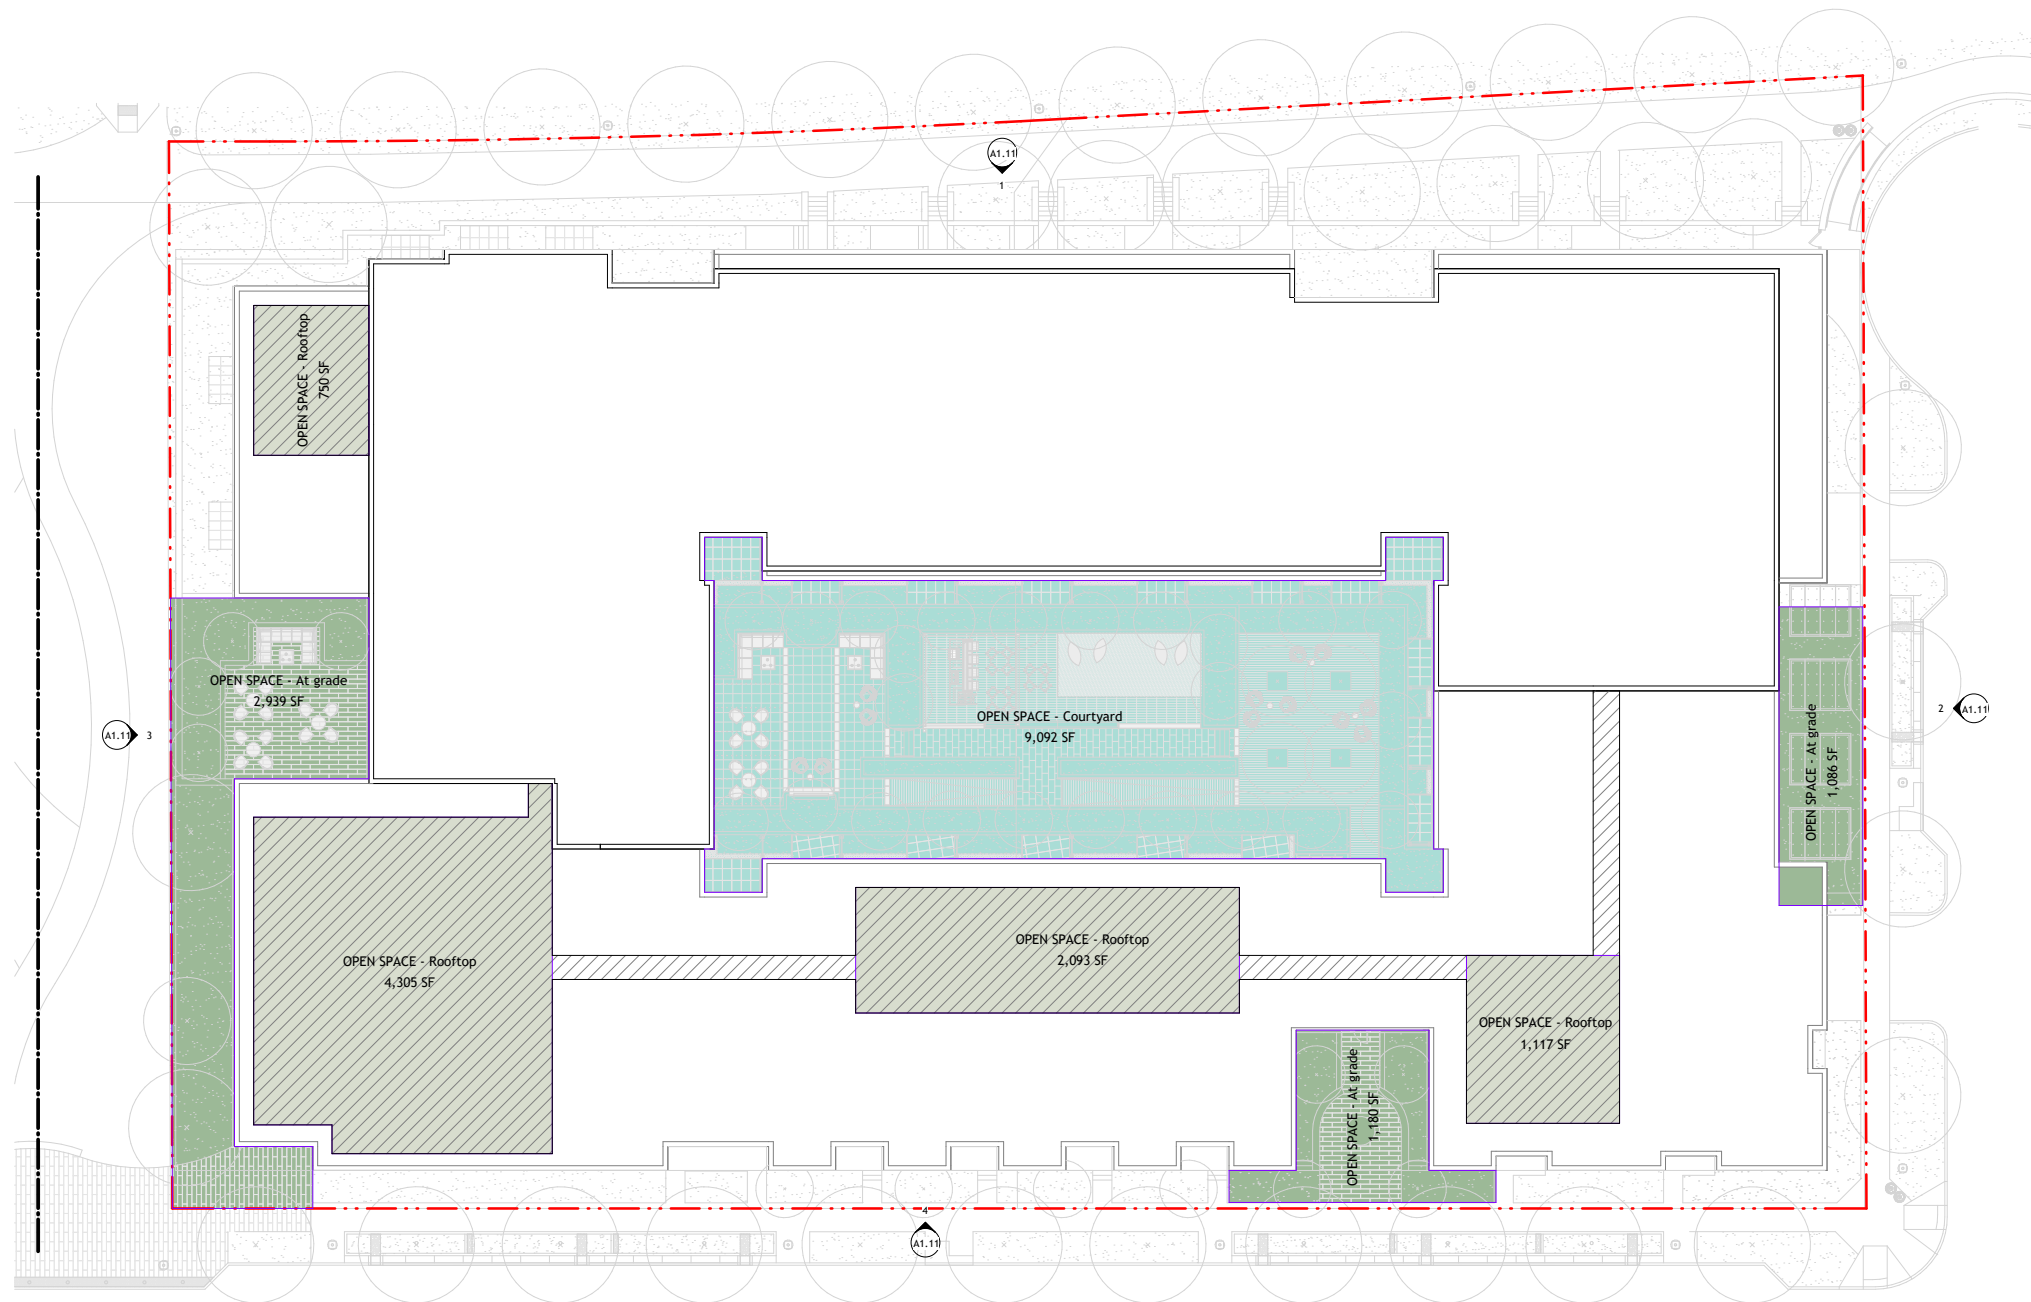 A1.11
1
OPEN SPACE - Rooftop
750 SF
OPEN SPACE - At grade
2,939 SF
A1.11
3
OPEN SPACE - Courtyard
9,092 SF
OPEN SPACE - At grade
1,086 SF
2
A1.11
OPEN SPACE - Rooftop
4,305 SF
OPEN SPACE - Rooftop
2,093 SF
OPEN SPACE - Rooftop
1,117 SF
OPEN SPACE - At grade
1,180 SF
4
A1.11